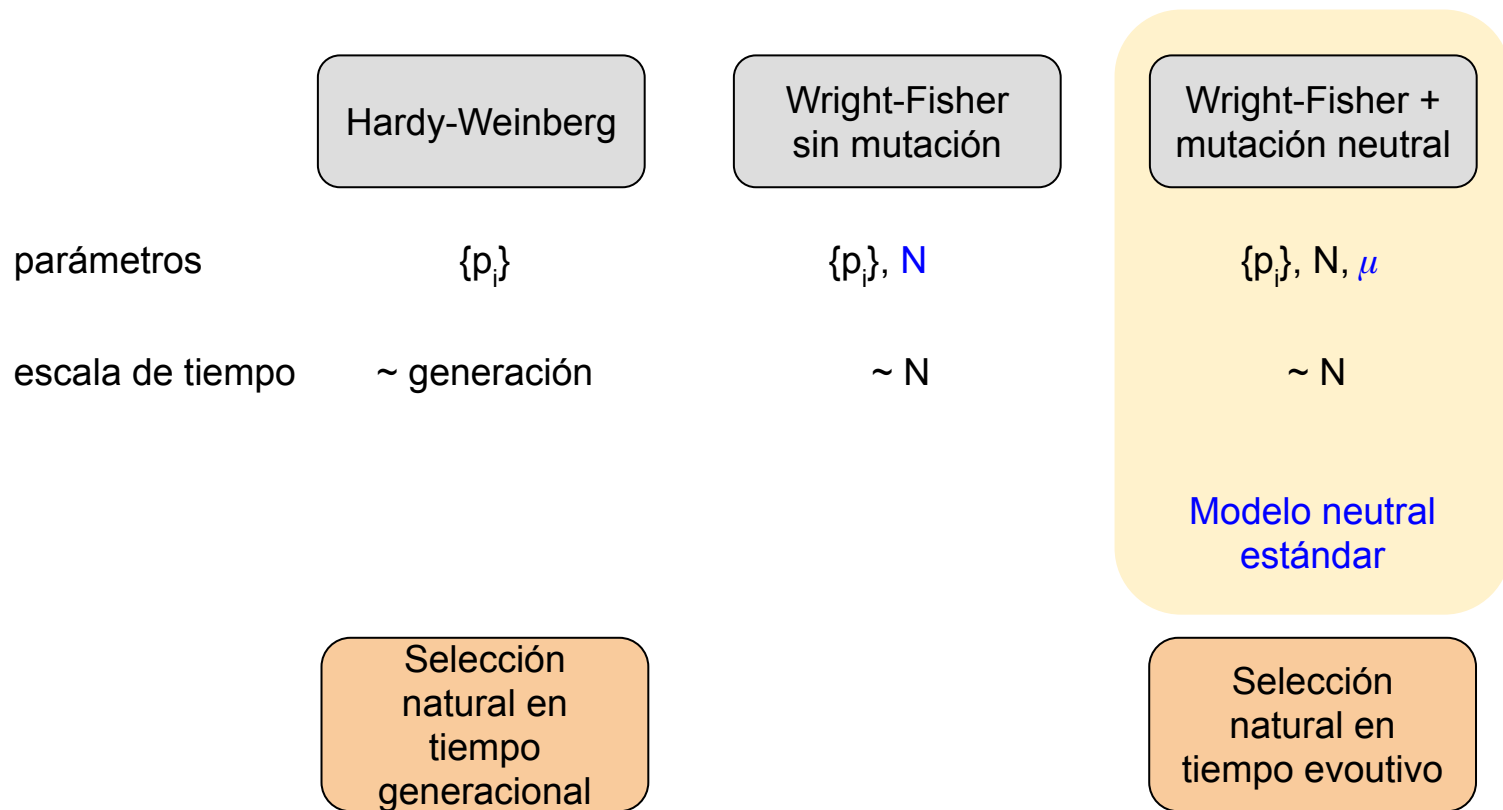 Hardy-Weinberg
Wright-Fisher
sin mutación
Wright-Fisher +
mutación neutral
parámetros
{pᵢ}
{pᵢ}, N
{pᵢ}, N, μ
escala de tiempo
~ generación
~ N
~ N
Modelo neutral
estándar
Selección
natural en
tiempo
generacional
Selección
natural en
tiempo evoutivo